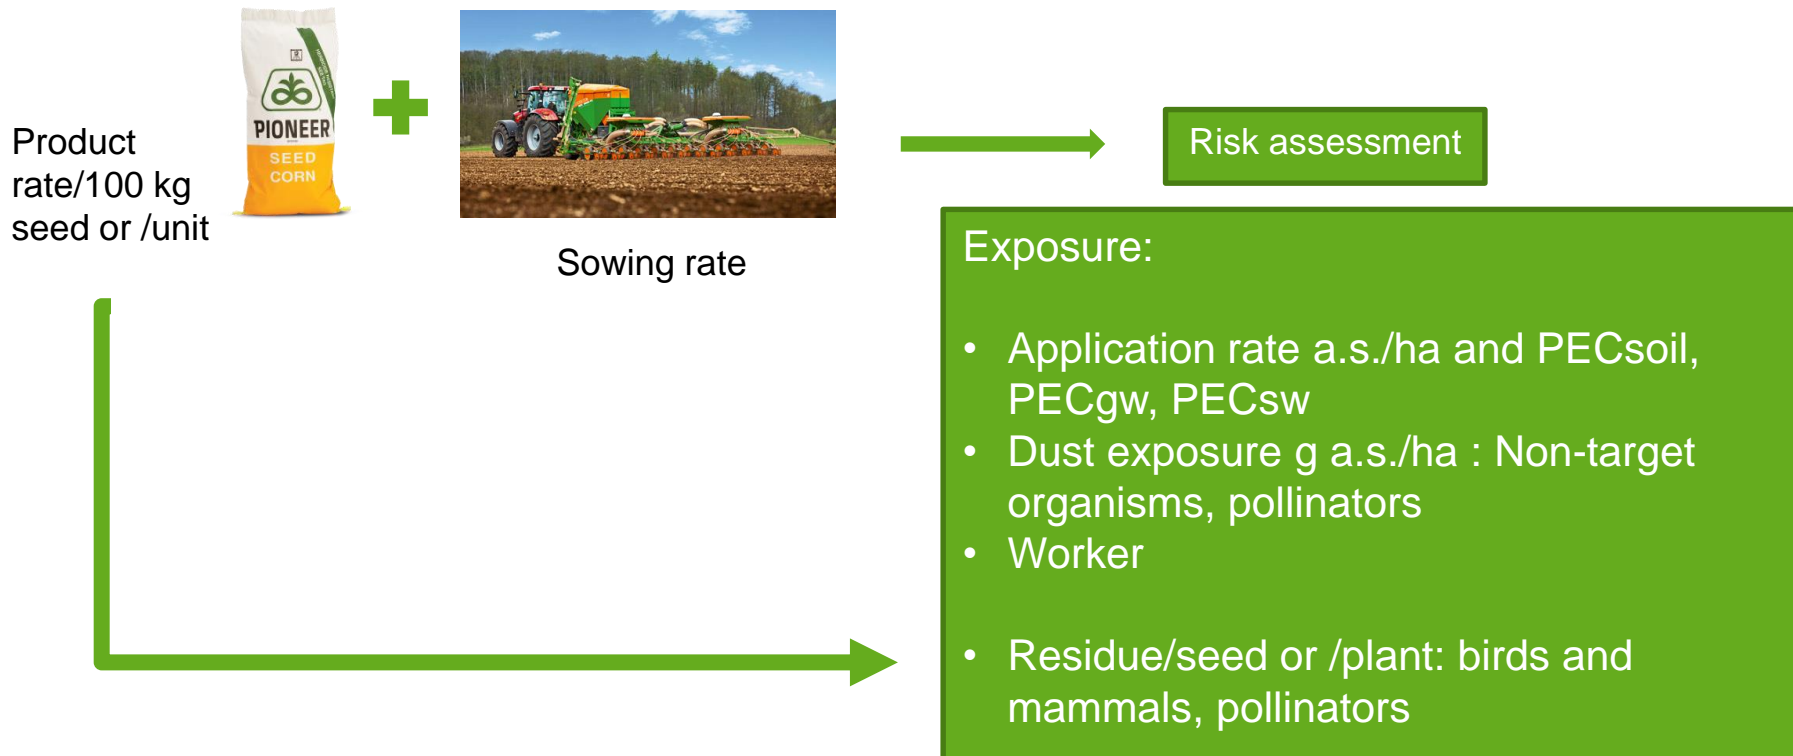 Product
rate/100 kg
seed or /unit
PIONEER
SEED
CORN
Sowing rate
Risk assessment
Exposure:
• Application rate a.s./ha and PECsoil,
PECgw, PECsw
• Dust exposure g a.s./ha : Non-target
organisms, pollinators
• Worker
• Residue/seed or /plant: birds and
mammals, pollinators